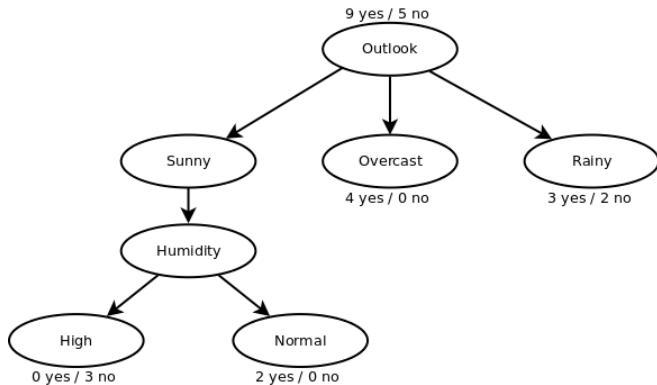 9 yes / 5 no
Outlook
Sunny
Overcast
Rainy
4 yes / 0 no
3 yes / 2 no
Humidity
High
Normal
0 yes / 3 no
2 yes / 0 no